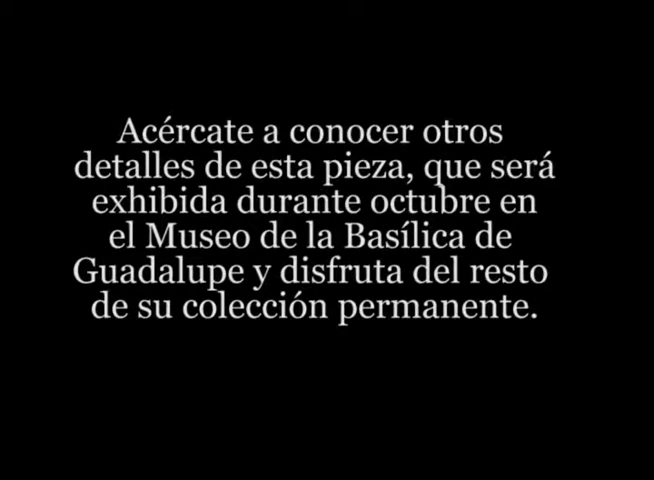 Acércate a conocer otros
detalles de esta pieza, que será
exhibida durante octubre en
el Museo de la Basílica de
Guadalupe y disfruta del resto
de su colección permanente.